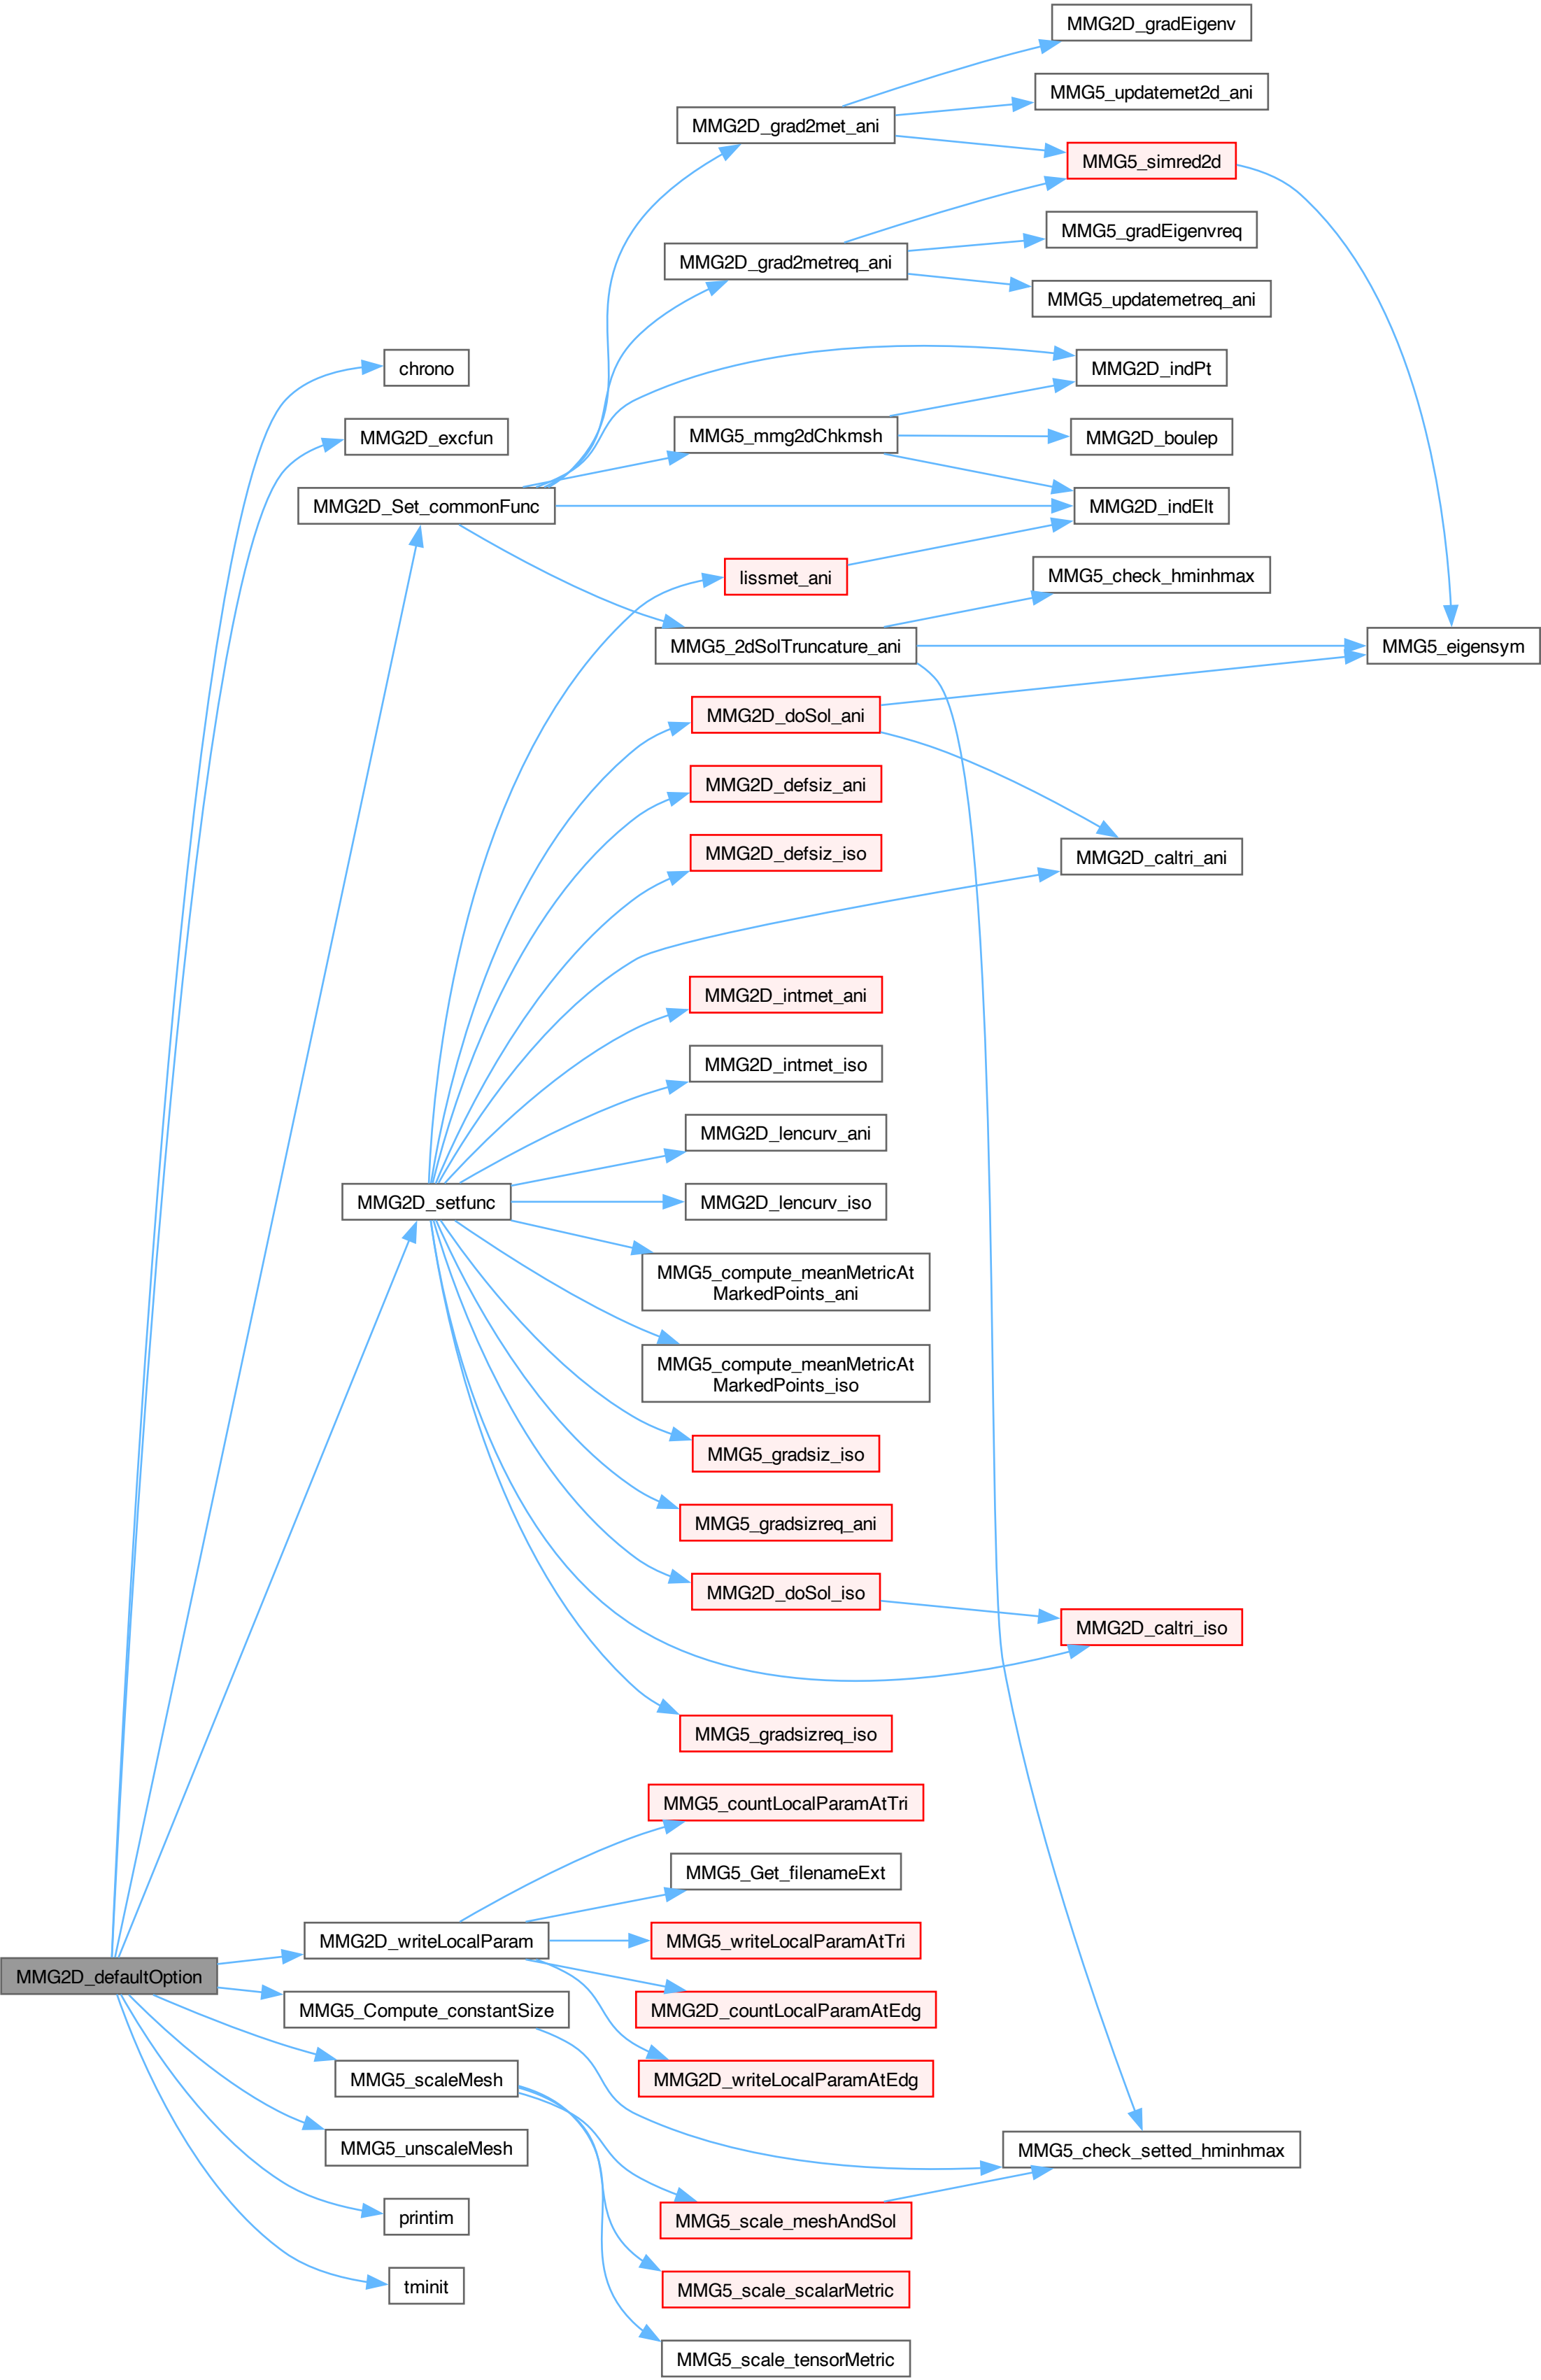 MMG2D_gradEigenv
MMG5_updatemet2d_ani
MMG2D_grad2met_ani
MMG5_simred2d
MMG5_gradEigenvreq
MMG2D_grad2metreq_ani
MMG5_updatemetreq_ani
chrono
MMG2D_indPt
MMG2D_excfun
MMG5_mmg2dChkmsh
MMG2D_boulep
MMG2D_Set_commonFunc
MMG2D_indElt
lissmet_ani
MMG5_check_hminhmax
MMG5_2dSolTruncature_ani
MMG5_eigensym
MMG2D_doSol_ani
MMG2D_defsiz_ani
MMG2D_defsiz_iso
MMG2D_caltri_ani
MMG2D_intmet_ani
MMG2D_intmet_iso
MMG2D_lencurv_ani
MMG2D_setfunc
MMG2D_lencurv_iso
MMG5_compute_meanMetricAt
MarkedPoints_ani
MMG5_compute_meanMetricAt
MarkedPoints_iso
MMG5_gradsiz_iso
MMG5_gradsizreq_ani
MMG2D_doSol_iso
MMG2D_caltri_iso
MMG5_gradsizreq_iso
MMG5_countLocalParamAtTri
MMG5_Get_filenameExt
MMG2D_writeLocalParam
MMG5_writeLocalParamAtTri
MMG2D_defaultOption
MMG5_Compute_constantSize
MMG2D_countLocalParamAtEdg
MMG5_scaleMesh
MMG2D_writeLocalParamAtEdg
MMG5_unscaleMesh
MMG5_check_setted_hminhmax
printim
MMG5_scale_meshAndSol
tminit
MMG5_scale_scalarMetric
MMG5_scale_tensorMetric